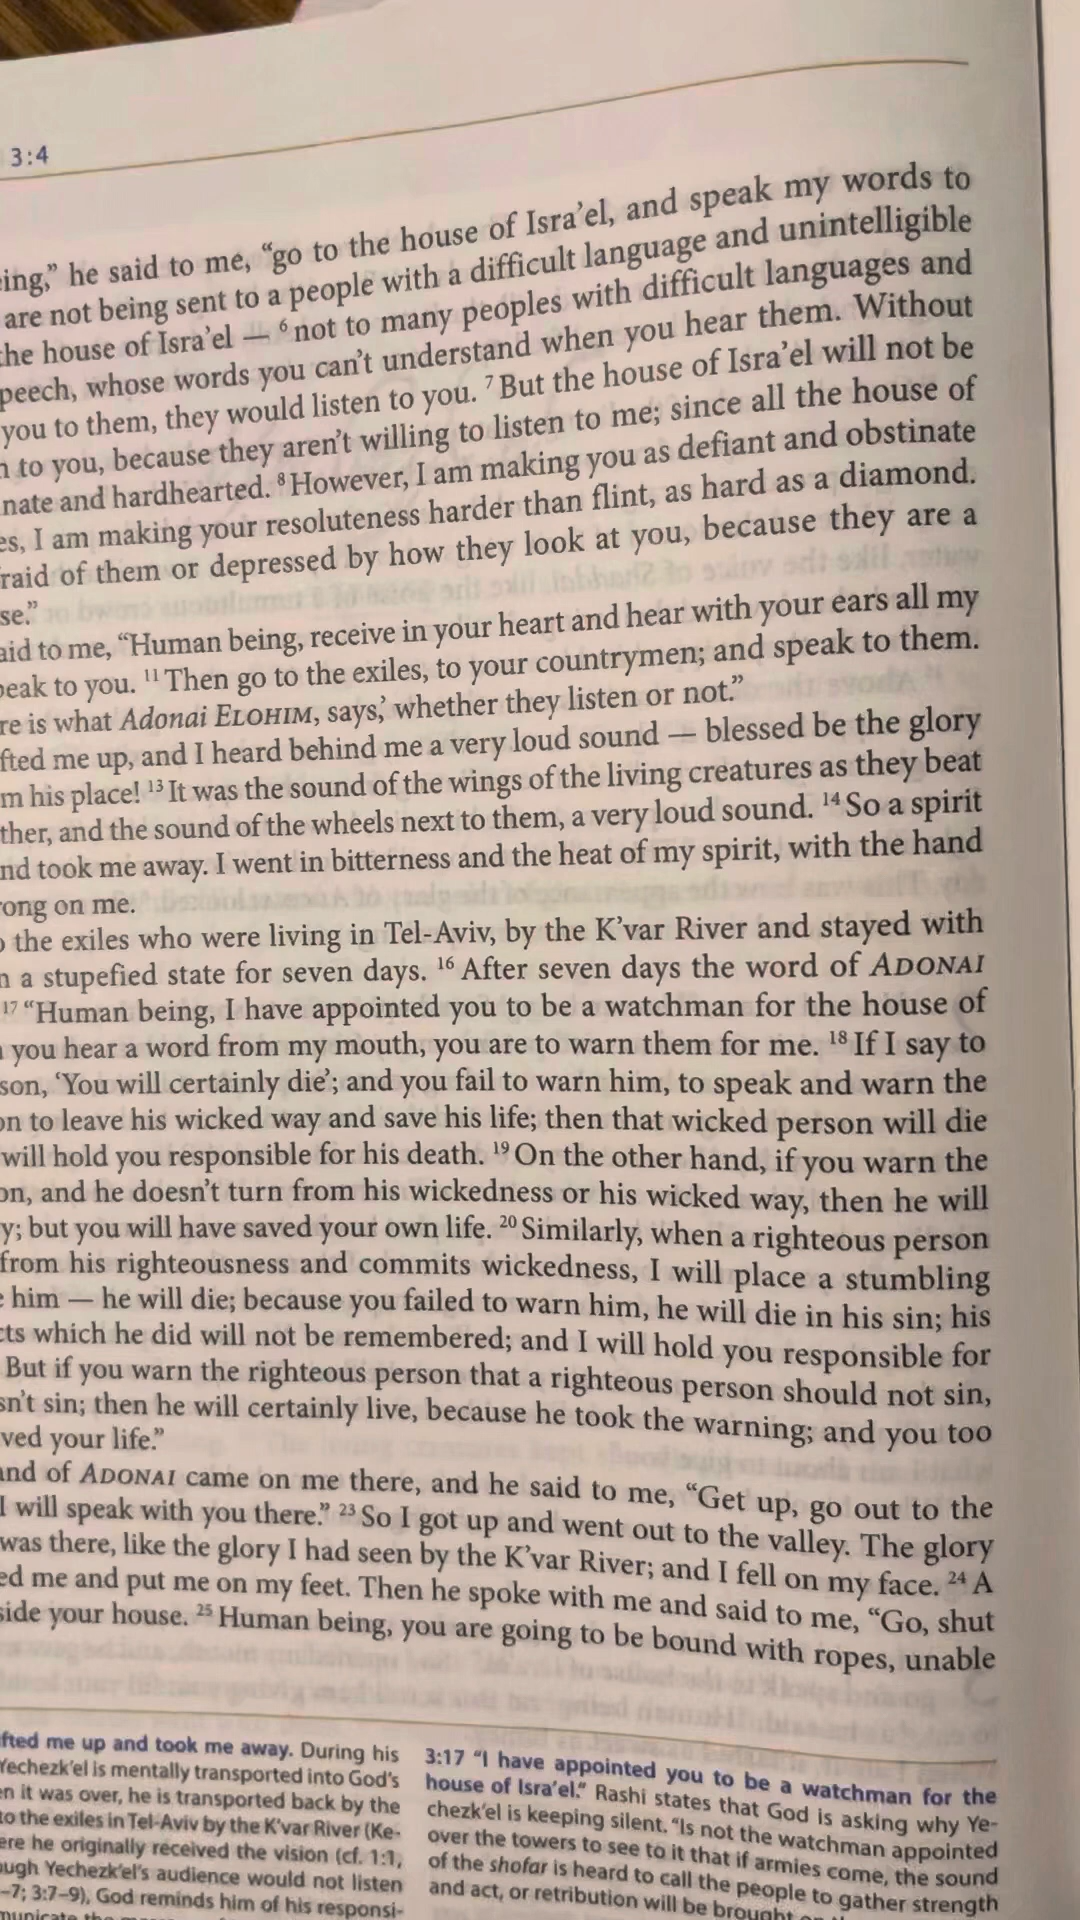 3:4
he said to me, “go to the house of Isra’el, and speak my words to
are not being sent to a people with a difficult language and unintelligible
the house of Isra’el — 6 not to many peoples with difficult languages and
whose words you can’t understand when you hear them. Without
you to them, they would listen to you. 7 But the house of Isra’el will not be
to you, because they aren’t willing to listen to me; since all the house of
nate and hardhearted. 8 However, I am making you as defiant and obstinate
es, I am making your resoluteness harder than flint, as hard as a diamond.
raid of them or depressed by how they look at you, because they are a
se.”
aid to me, “Human being, receive in your heart and hear with your ears all my
peak to you. 11 Then go to the exiles, to your countrymen; and speak to them.
re is what Adonai ELOHIM, says,’ whether they listen or not.”
fted me up, and I heard behind me a very loud sound — blessed be the glory
m his place! 13 It was the sound of the wings of the living creatures as they beat
ther, and the sound of the wheels next to them, a very loud sound. 14 So a spirit
nd took me away. I went in bitterness and the heat of my spirit, with the hand
rong on me.
the exiles who were living in Tel-Aviv, by the K’var River and stayed with
a stupefied state for seven days. 16 After seven days the word of ADONAI
17 “Human being, I have appointed you to be a watchman for the house of
you hear a word from my mouth, you are to warn them for me. 18 If I say to
son, ‘You will certainly die’; and you fail to warn him, to speak and warn the
on to leave his wicked way and save his life; then that wicked person will die
will hold you responsible for his death. 19 On the other hand, if you warn the
on, and he doesn’t turn from his wickedness or his wicked way, then he will
y; but you will have saved your own life. 20 Similarly, when a righteous person
from his righteousness and commits wickedness, I will place a stumbling
him — he will die; because you failed to warn him, he will die in his sin; his
cts which he did will not be remembered; and I will hold you responsible for
But if you warn the righteous person that a righteous person should not sin,
sn’t sin; then he will certainly live, because he took the warning; and you too
ved your life.”
and of ADONAI came on me there, and he said to me, “Get up, go out to the
I will speak with you there.” 23 So I got up and went out to the valley. The glory
was there, like the glory I had seen by the K’var River; and I fell on my face. 24 A
ed me and put me on my feet. Then he spoke with me and said to me, “Go, shut
side your house. 25 Human being, you are going to be bound with ropes, unable
fted me up and took me away. During his
Yechezk’el is mentally transported into God’s
en it was over, he is transported back by the
to the exiles in Tel-Aviv by the K’var River (Ke-
ere he originally received the vision (cf. 1:1,
ough Yechezk’el’s audience would not listen
–7; 3:7–9), God reminds him of his responsi-
3:17 “I have appointed you to be a watchman for the
house of Isra’el.” Rashi states that God is asking why Ye-
chezk’el is keeping silent. “Is not the watchman appointed
over the towers to see to it that if armies come, the sound
of the shofar is heard to call the people to gather strength
and act, or retribution will be brought